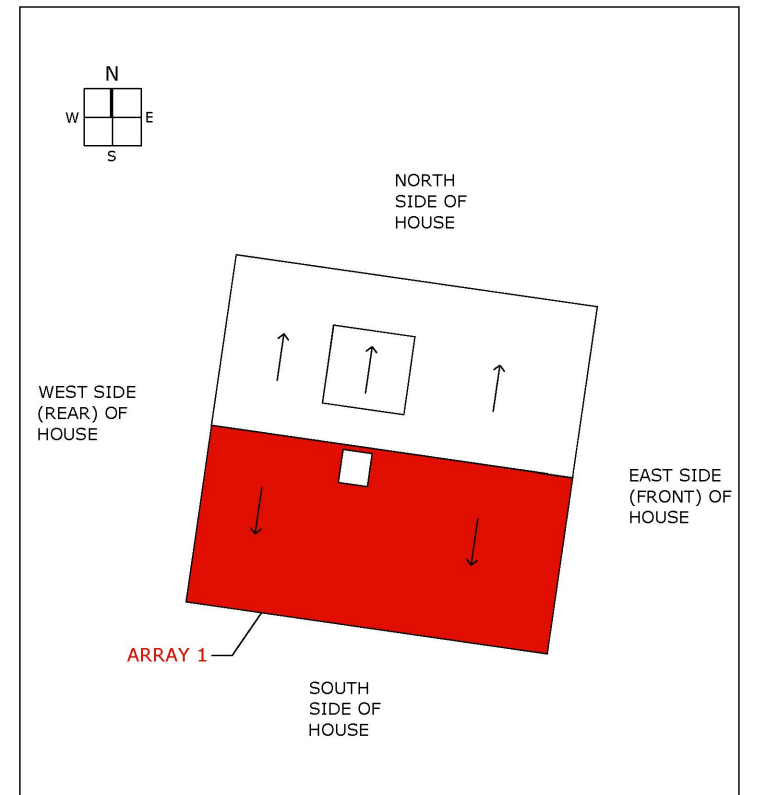 N
W
E
S
NORTH
SIDE OF
HOUSE
WEST SIDE
(REAR) OF
HOUSE
EAST SIDE
(FRONT) OF
HOUSE
ARRAY 1
SOUTH
SIDE OF
HOUSE